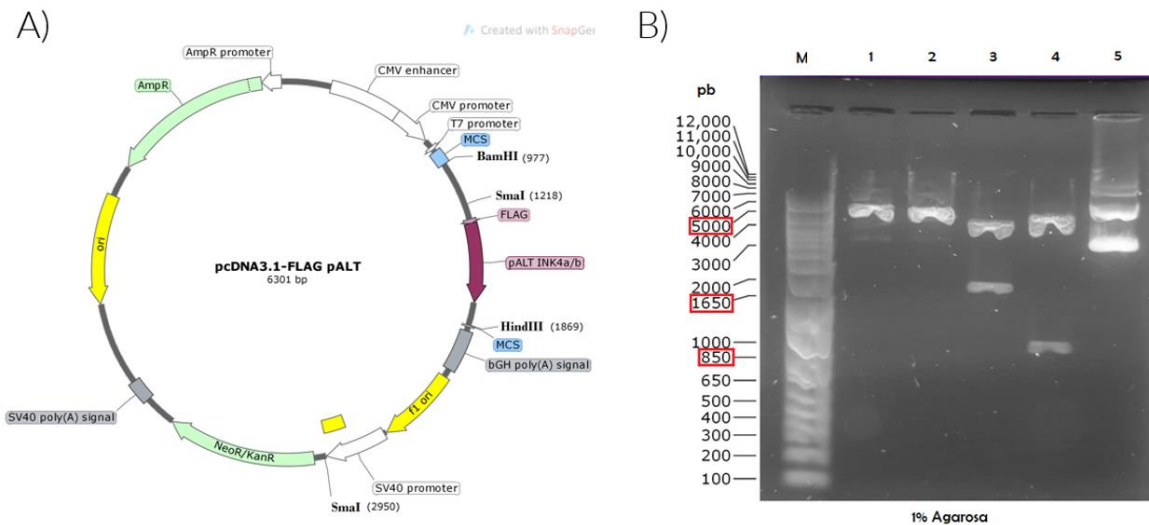 A)
Created with SnapGen
AmpR promoter
CMV enhancer
AmpR
CMV promoter
T7 promoter
MCS
BamHI (977)
SmaI (1218)
FLAG
ori
pALT INK4a/b
pcDNA3.1-FLAG pALT
6301 bp
HindIII (1869)
MCS
bGH poly(A) signal
SV40 poly(A) signal
f1 ori
NeoR/KanR
SV40 promoter
SmaI (2950)
B)
M 1 2 3 4 5
pb
12,000
11,000
10,000
9000
8000
7000
6000
5000
4000
3000
2000
1650
1000
850
650
500
400
300
200
100
1% Agarosa